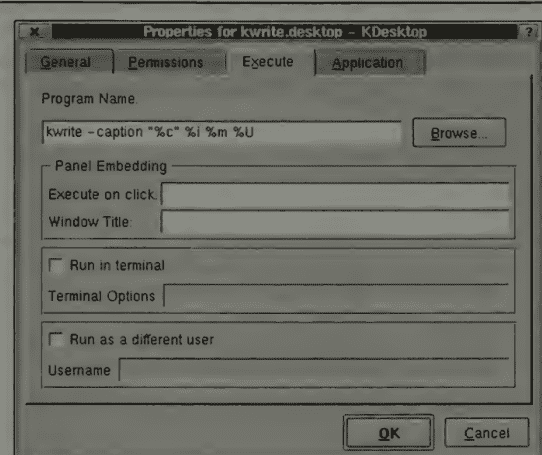 Properties for kwrite.desktop - KDesktop
General Permissions Execute Application
Program Name.
kwrite -caption "%c" %i %m %U Browse...
Panel Embedding
Execute on click:
Window Title:
Run in terminal
Terminal Options
Run as a different user
Username
OK Cancel